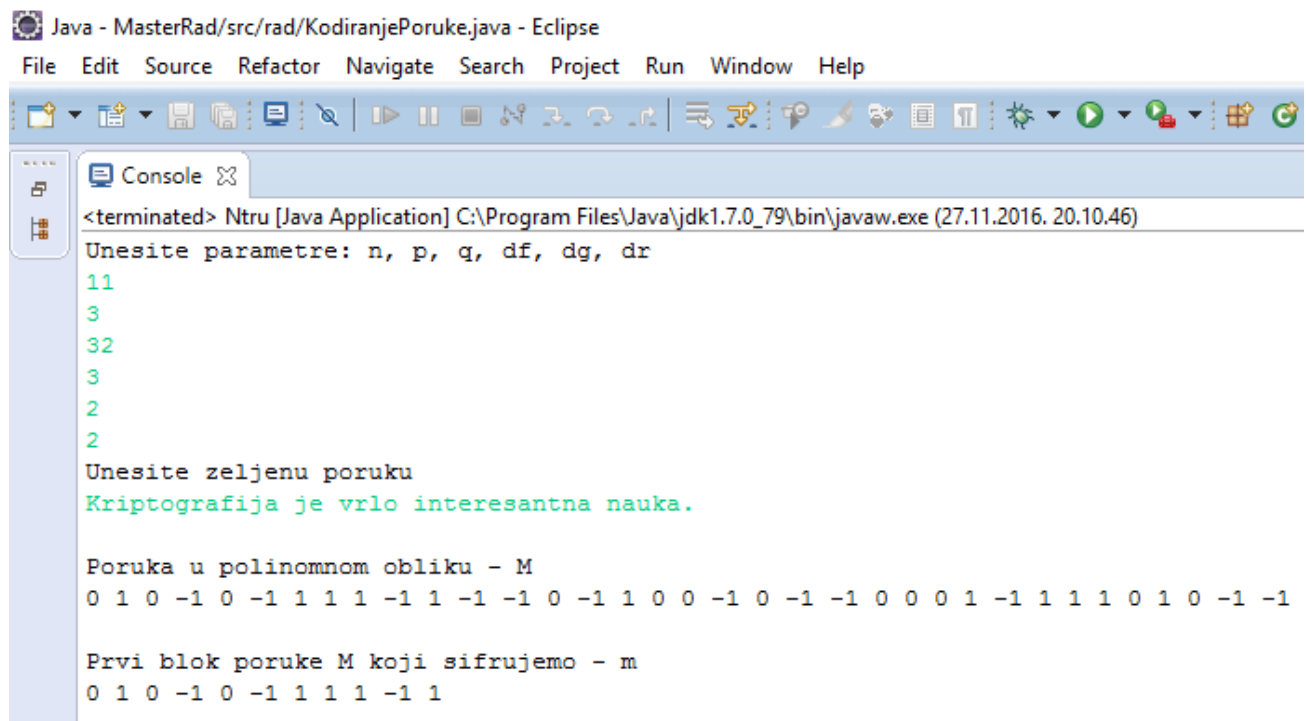 Java - MasterRad/src/rad/KodiranjePoruke.java - Eclipse
File Edit Source Refactor Navigate Search Project Run Window Help
Console
<terminated> Ntru [Java Application] C:\Program Files\Java\jdk1.7.0_79\bin\javaw.exe (27.11.2016. 20.10.46)
Unesite parametre: n, p, q, df, dg, dr
11
3
32
3
2
2
Unesite zeljenu poruku
Kriptografija je vrlo interesantna nauka.
Poruka u polinomnom obliku - M
0 1 0 -1 0 -1 1 1 1 -1 1 -1 -1 0 -1 1 0 0 -1 0 -1 -1 0 0 0 1 -1 1 1 1 0 1 0 -1 -1
Prvi blok poruke M koji sifrujemo - m
0 1 0 -1 0 -1 1 1 1 -1 1